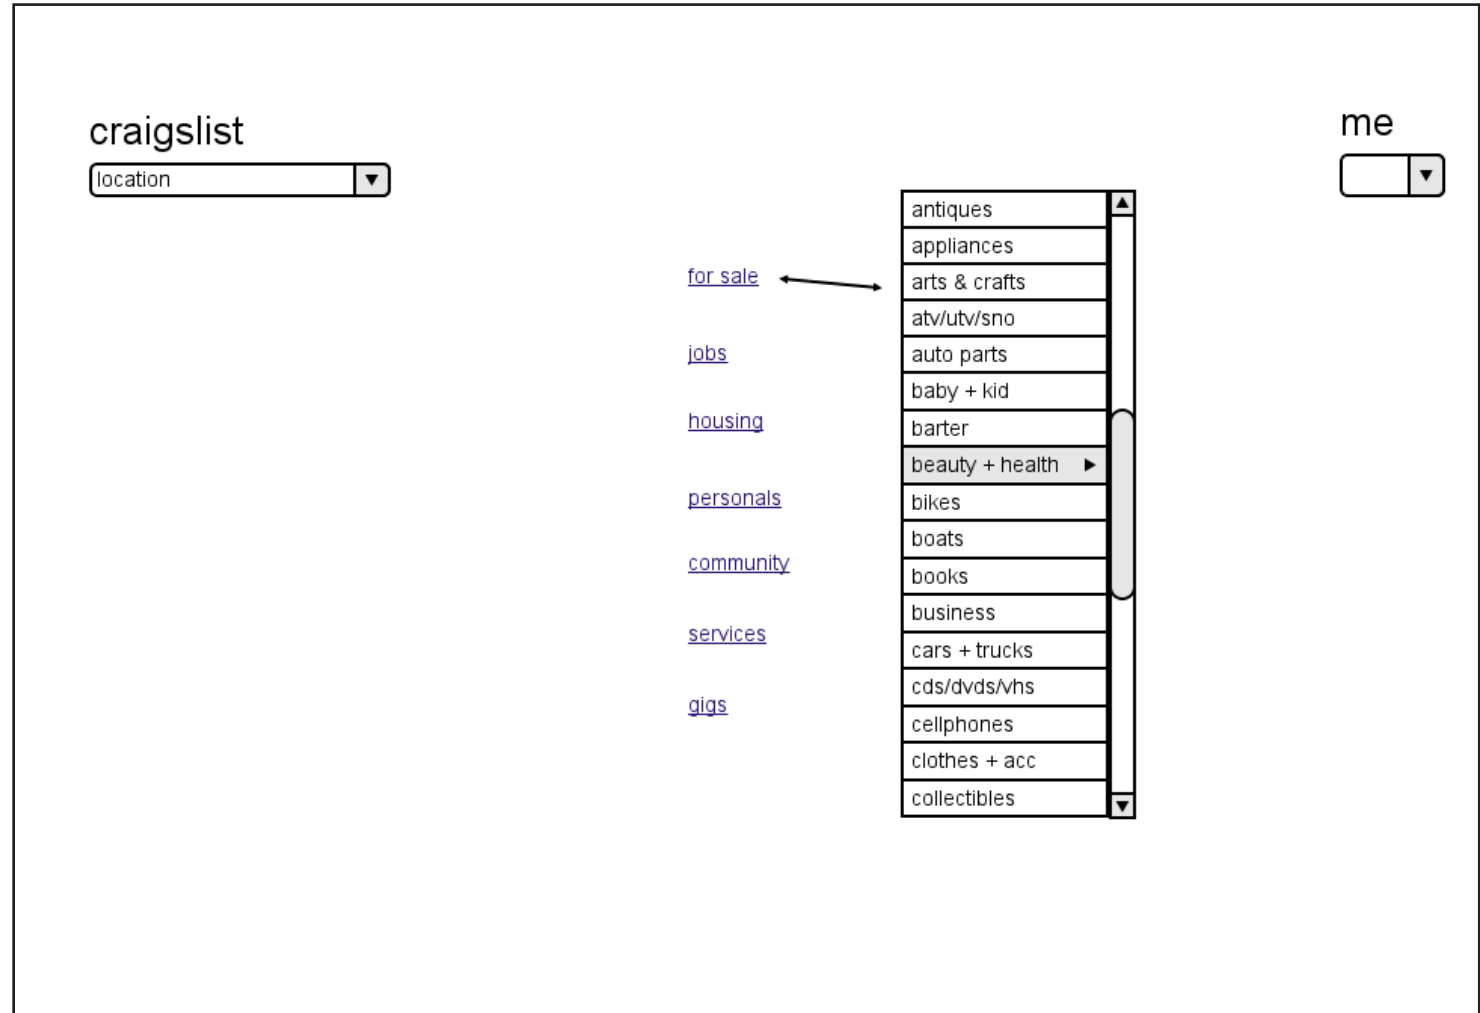 craigslist
location
me
for sale
jobs
housing
personals
community
services
gigs
antiques
appliances
arts & crafts
atv/utv/sno
auto parts
baby + kid
barter
beauty + health
bikes
boats
books
business
cars + trucks
cds/dvds/vhs
cellphones
clothes + acc
collectibles